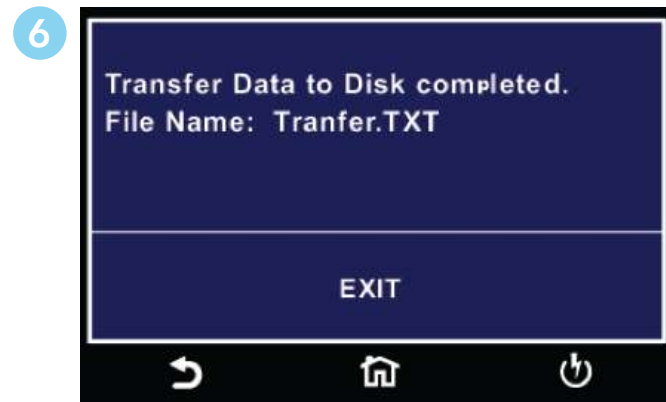 6
Transfer Data to Disk completed.
File Name: Tranfer.TXT
EXIT